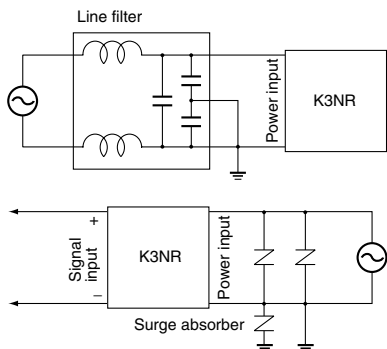 Line filter
Power input
K3NR
+
Signal
input
−
K3NR
Power input
Surge absorber